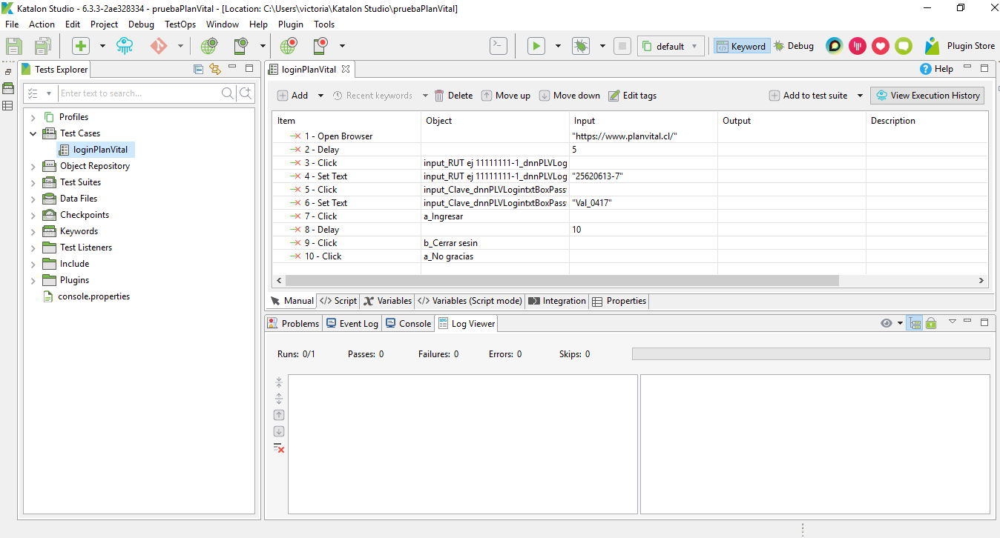 Katalon Studio - 6.3.3-2ae328334 - pruebaPlanVital - [Location: C:\Users\victoria\Katalon Studio\pruebaPlanVital]
File Action Edit Project Debug TestOps Window Help Plugin Tools
default Keyword Debug Plugin Store
Tests Explorer
Enter text to search...
Profiles
Test Cases
loginPlanVital
Object Repository
Test Suites
Data Files
Checkpoints
Keywords
Test Listeners
Include
Plugins
console.properties
loginPlanVital Help
Add Recent keywords Delete Move up Move down Edit tags Add to test suite View Execution History
Item Object Input Output Description
1 - Open Browser "https://www.planvital.cl/"
2 - Delay 5
3 - Click input_RUT ej 11111111-1_dnnPLVLog
4 - Set Text input_RUT ej 11111111-1_dnnPLVLog "25620613-7"
5 - Click input_Clave_dnnPLVLogintxtBoxPass
6 - Set Text input_Clave_dnnPLVLogintxtBoxPass "Val_0417"
7 - Click a_Ingresar
8 - Delay 10
9 - Click b_Cerrar sesin
10 - Click a_No gracias
Manual Script Variables Variables (Script mode) Integration Properties
Problems Event Log Console Log Viewer
Runs: 0/1 Passes: 0 Failures: 0 Errors: 0 Skips: 0